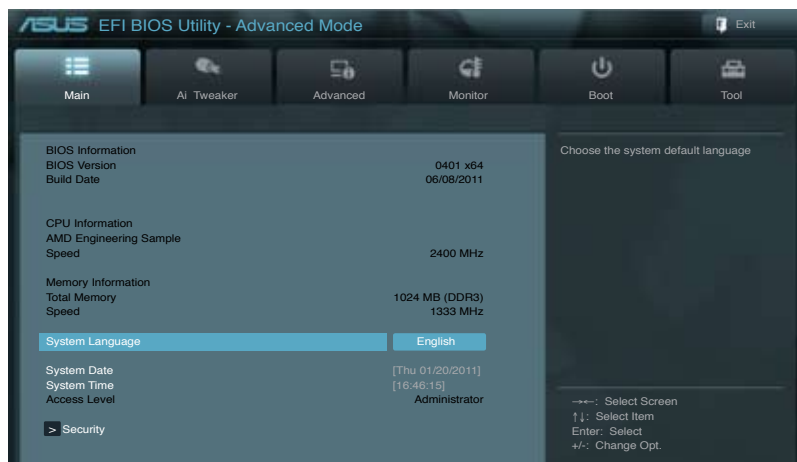 ASUS EFI BIOS Utility - Advanced Mode
Exit
Main
Ai Tweaker
Advanced
Monitor
Boot
Tool
BIOS Information
BIOS Version 0401 x64
Build Date 06/08/2011
CPU Information
AMD Engineering Sample
Speed 2400 MHz
Memory Information
Total Memory 1024 MB (DDR3)
Speed 1333 MHz
System Language English
System Date [Thu 01/20/2011]
System Time [16:46:15]
Access Level Administrator
> Security
Choose the system default language
→←: Select Screen
↑↓: Select Item
Enter: Select
+/-: Change Opt.